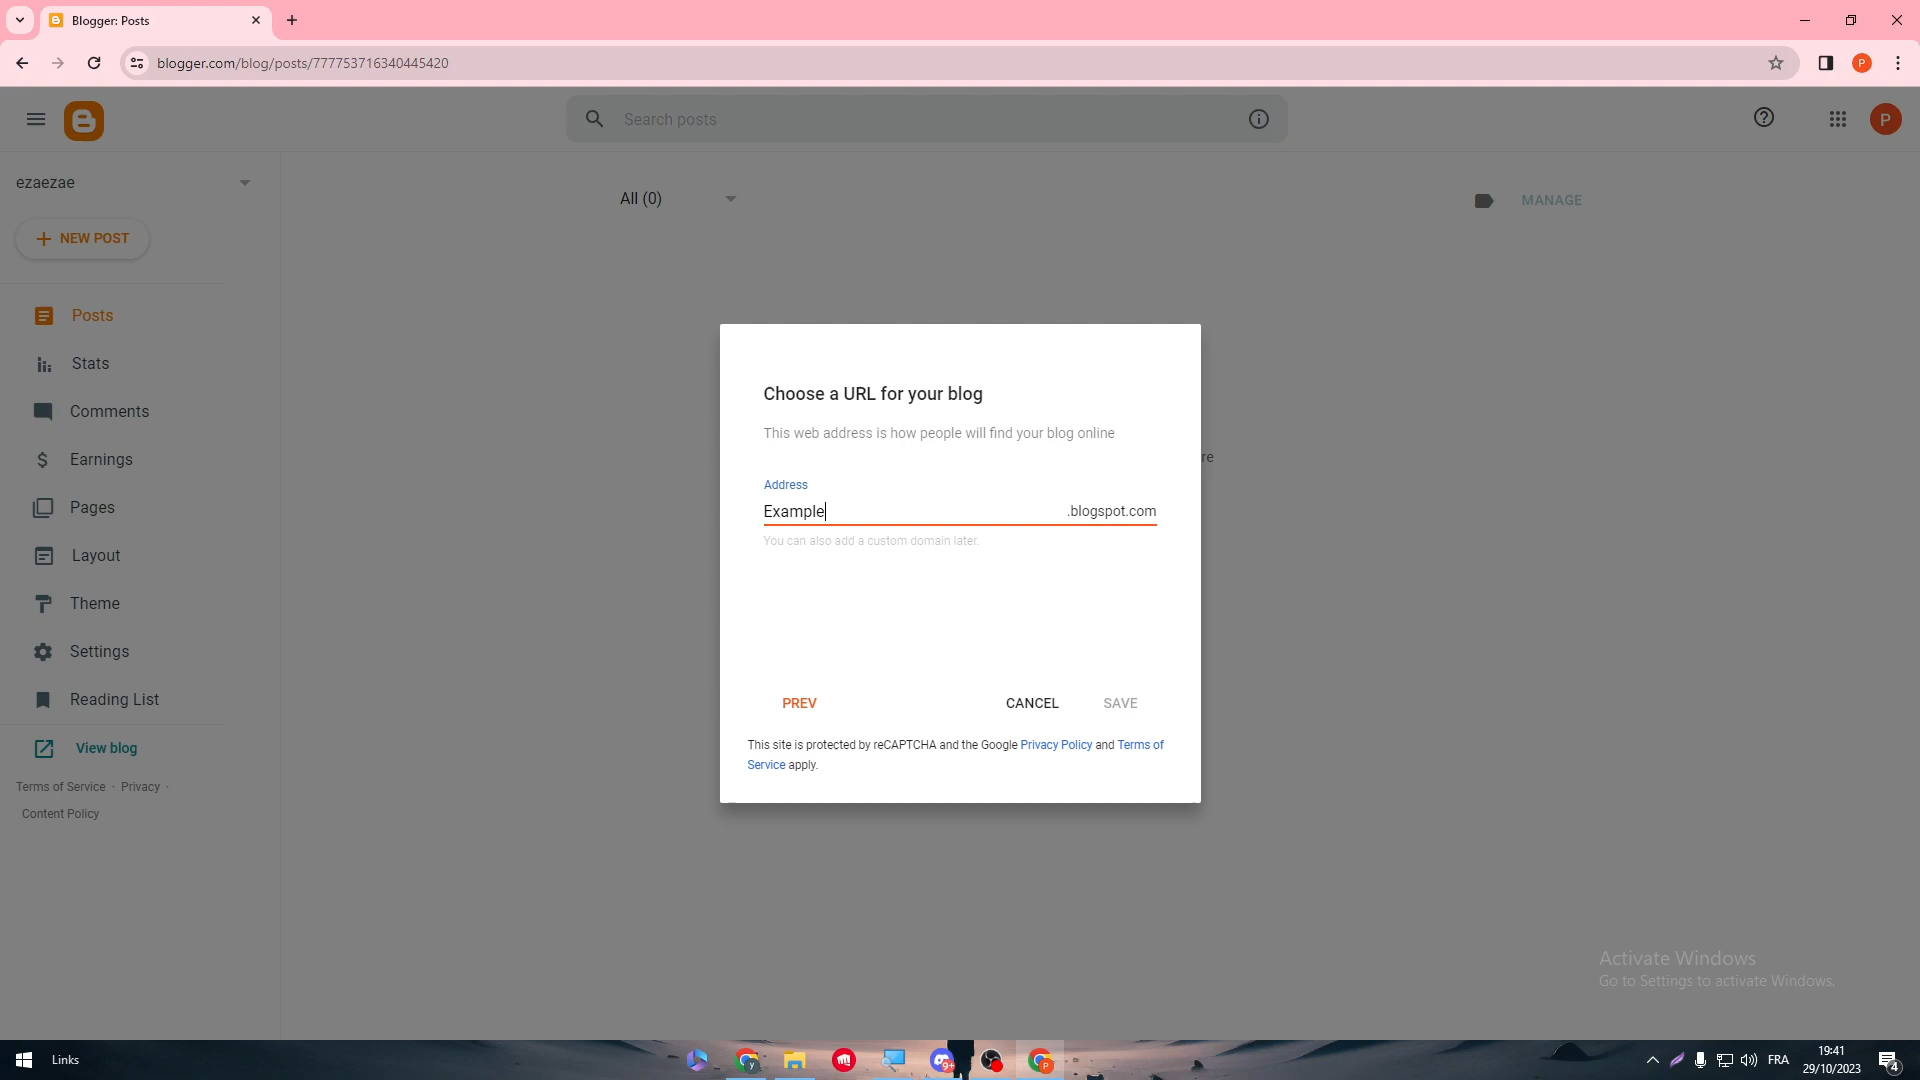 Blogger: Posts
blogger.com/blog/posts/777753716340445420
P
Search posts
P
ezaezae
All (0)
MANAGE
NEW POST
Posts
Stats
Comments
Earnings
Pages
Layout
Theme
Settings
Reading List
View blog
Terms of Service · Privacy ·
Content Policy
re
Choose a URL for your blog
This web address is how people will find your blog online
Address
Example
.blogspot.com
You can also add a custom domain later.
PREV
CANCEL
SAVE
This site is protected by reCAPTCHA and the Google Privacy Policy and Terms of
Service apply.
Activate Windows
Go to Settings to activate Windows.
Links
y
9+
P
FRA
19:41
29/10/2023
4